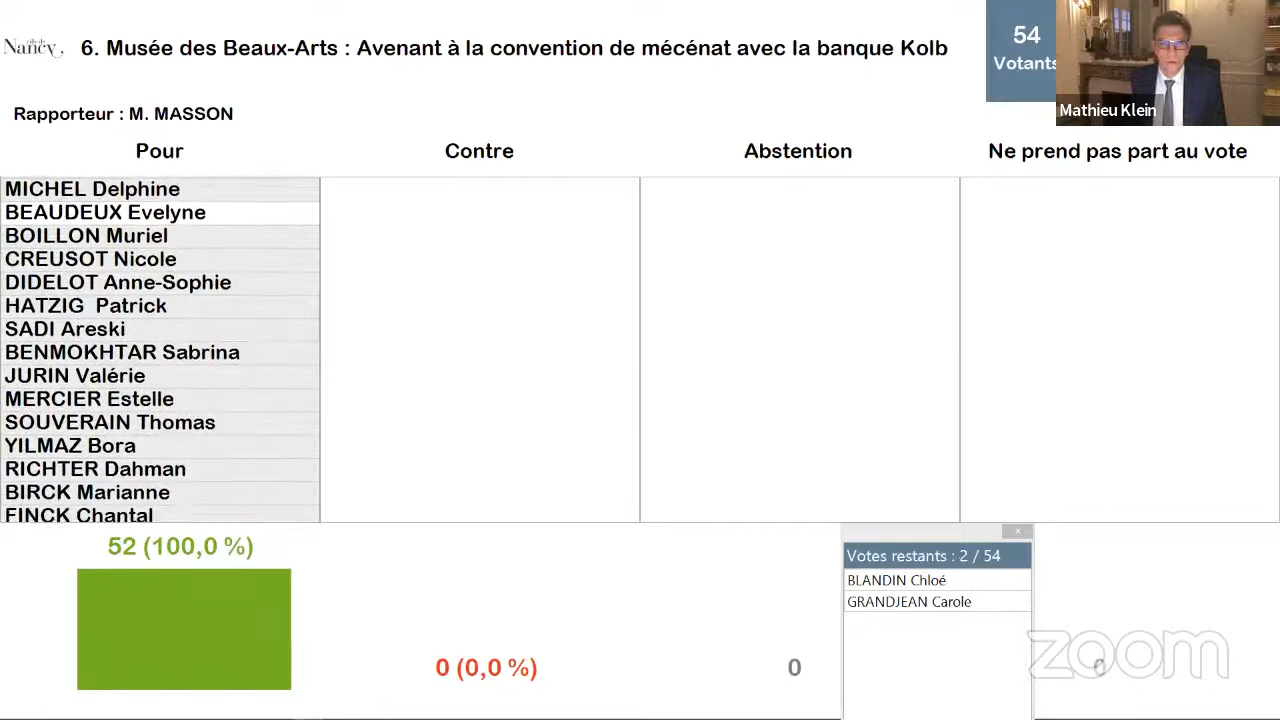 ville de
Nancy,
6. Musée des Beaux-Arts : Avenant à la convention de mécénat avec la banque Kolb
54
Votants
Mathieu Klein
Rapporteur : M. MASSON
Pour
Contre
Abstention
Ne prend pas part au vote
MICHEL Delphine
BEAUDEUX Evelyne
BOILLON Muriel
CREUSOT Nicole
DIDELOT Anne-Sophie
HATZIG  Patrick
SADI Areski
BENMOKHTAR Sabrina
JURIN Valérie
MERCIER Estelle
SOUVERAIN Thomas
YILMAZ Bora
RICHTER Dahman
BIRCK Marianne
FINCK Chantal
52 (100,0 %)
0 (0,0 %)
0
0
Votes restants : 2 / 54
BLANDIN Chloé
GRANDJEAN Carole
zoom